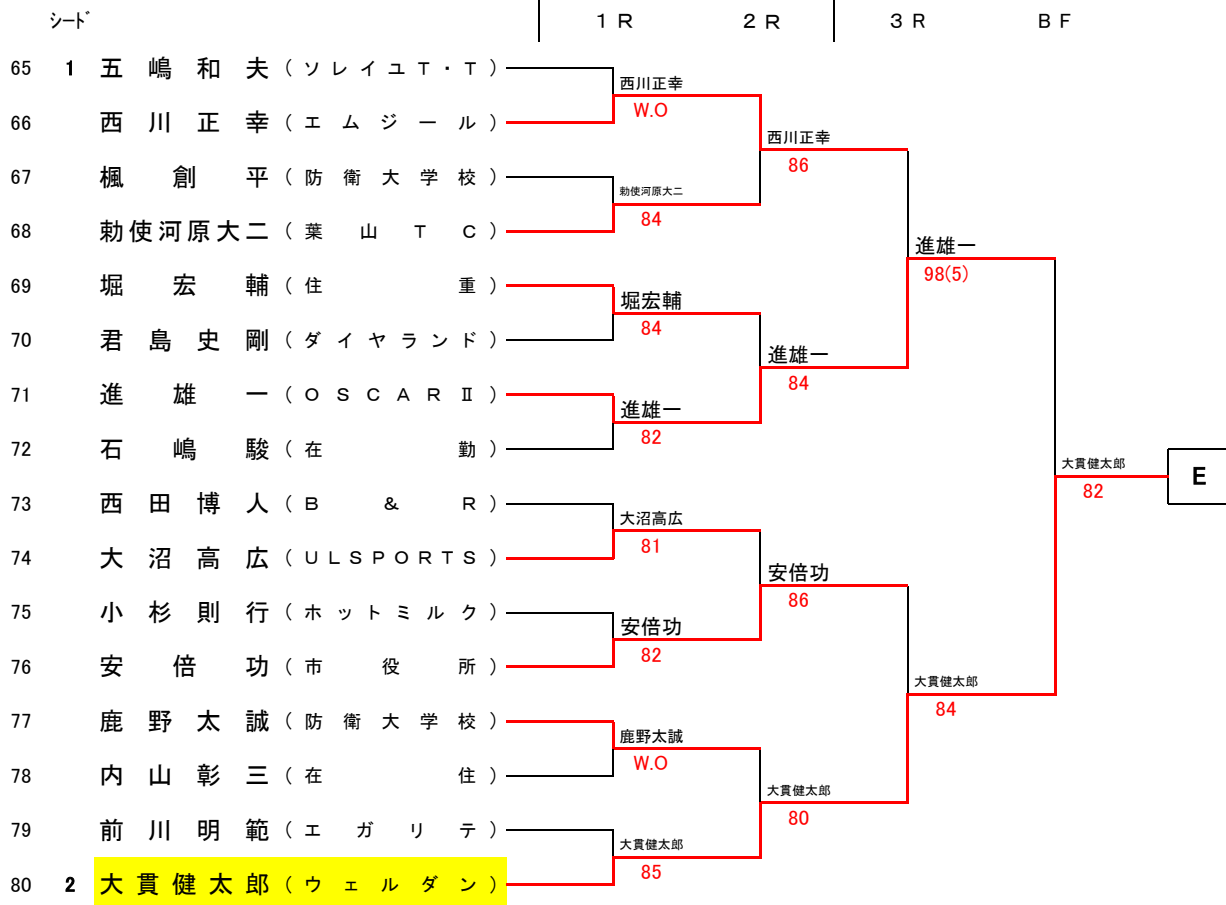 シード 1R 2R 3R BF
65 1 五嶋和夫(ソレイユT・T)
西川正幸
W.O
66 西川正幸(エムジール)
西川正幸
86
67 楓創平(防衛大学校)
勅使河原大二
84
68 勅使河原大二(葉山TC)
進雄一
98(5)
69 堀宏輔(住重)
堀宏輔
84
70 君島史剛(ダイヤランド)
進雄一
84
71 進雄一(OSCARⅡ)
進雄一
82
72 石嶋駿(在勤)
大貫健太郎
82
E
73 西田博人(B&R)
大沼高広
81
74 大沼高広(ULSPORTS)
安倍功
86
75 小杉則行(ホットミルク)
安倍功
82
76 安倍功(市役所)
大貫健太郎
84
77 鹿野太誠(防衛大学校)
鹿野太誠
W.O
78 内山彰三(在住)
大貫健太郎
80
79 前川明範(エガリテ)
大貫健太郎
85
80 2 大貫健太郎(ウェルダン)